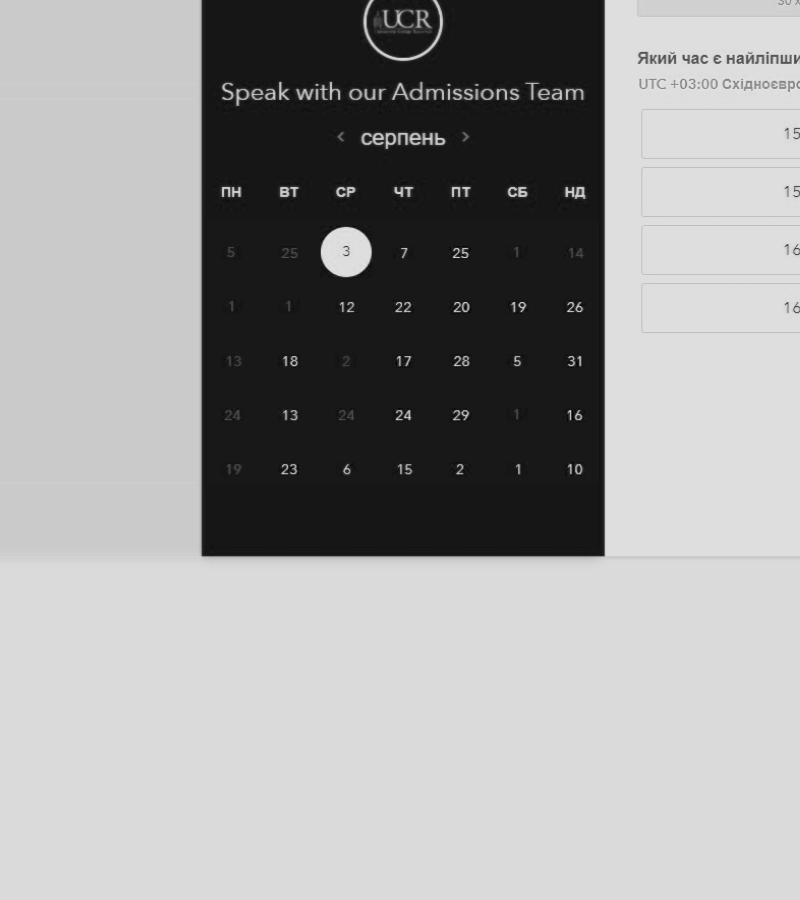 UCR
Speak with our Admissions Team
< серпень >
ПН ВТ СР ЧТ ПТ СБ НД
5 25 3 7 25 1 14
1 1 12 22 20 19 26
13 18 2 17 28 5 31
24 13 24 24 29 1 16
19 23 6 15 2 1 10
30 х
Який час є найліпши
UTC +03:00 Східноєвро
15
15
16
16